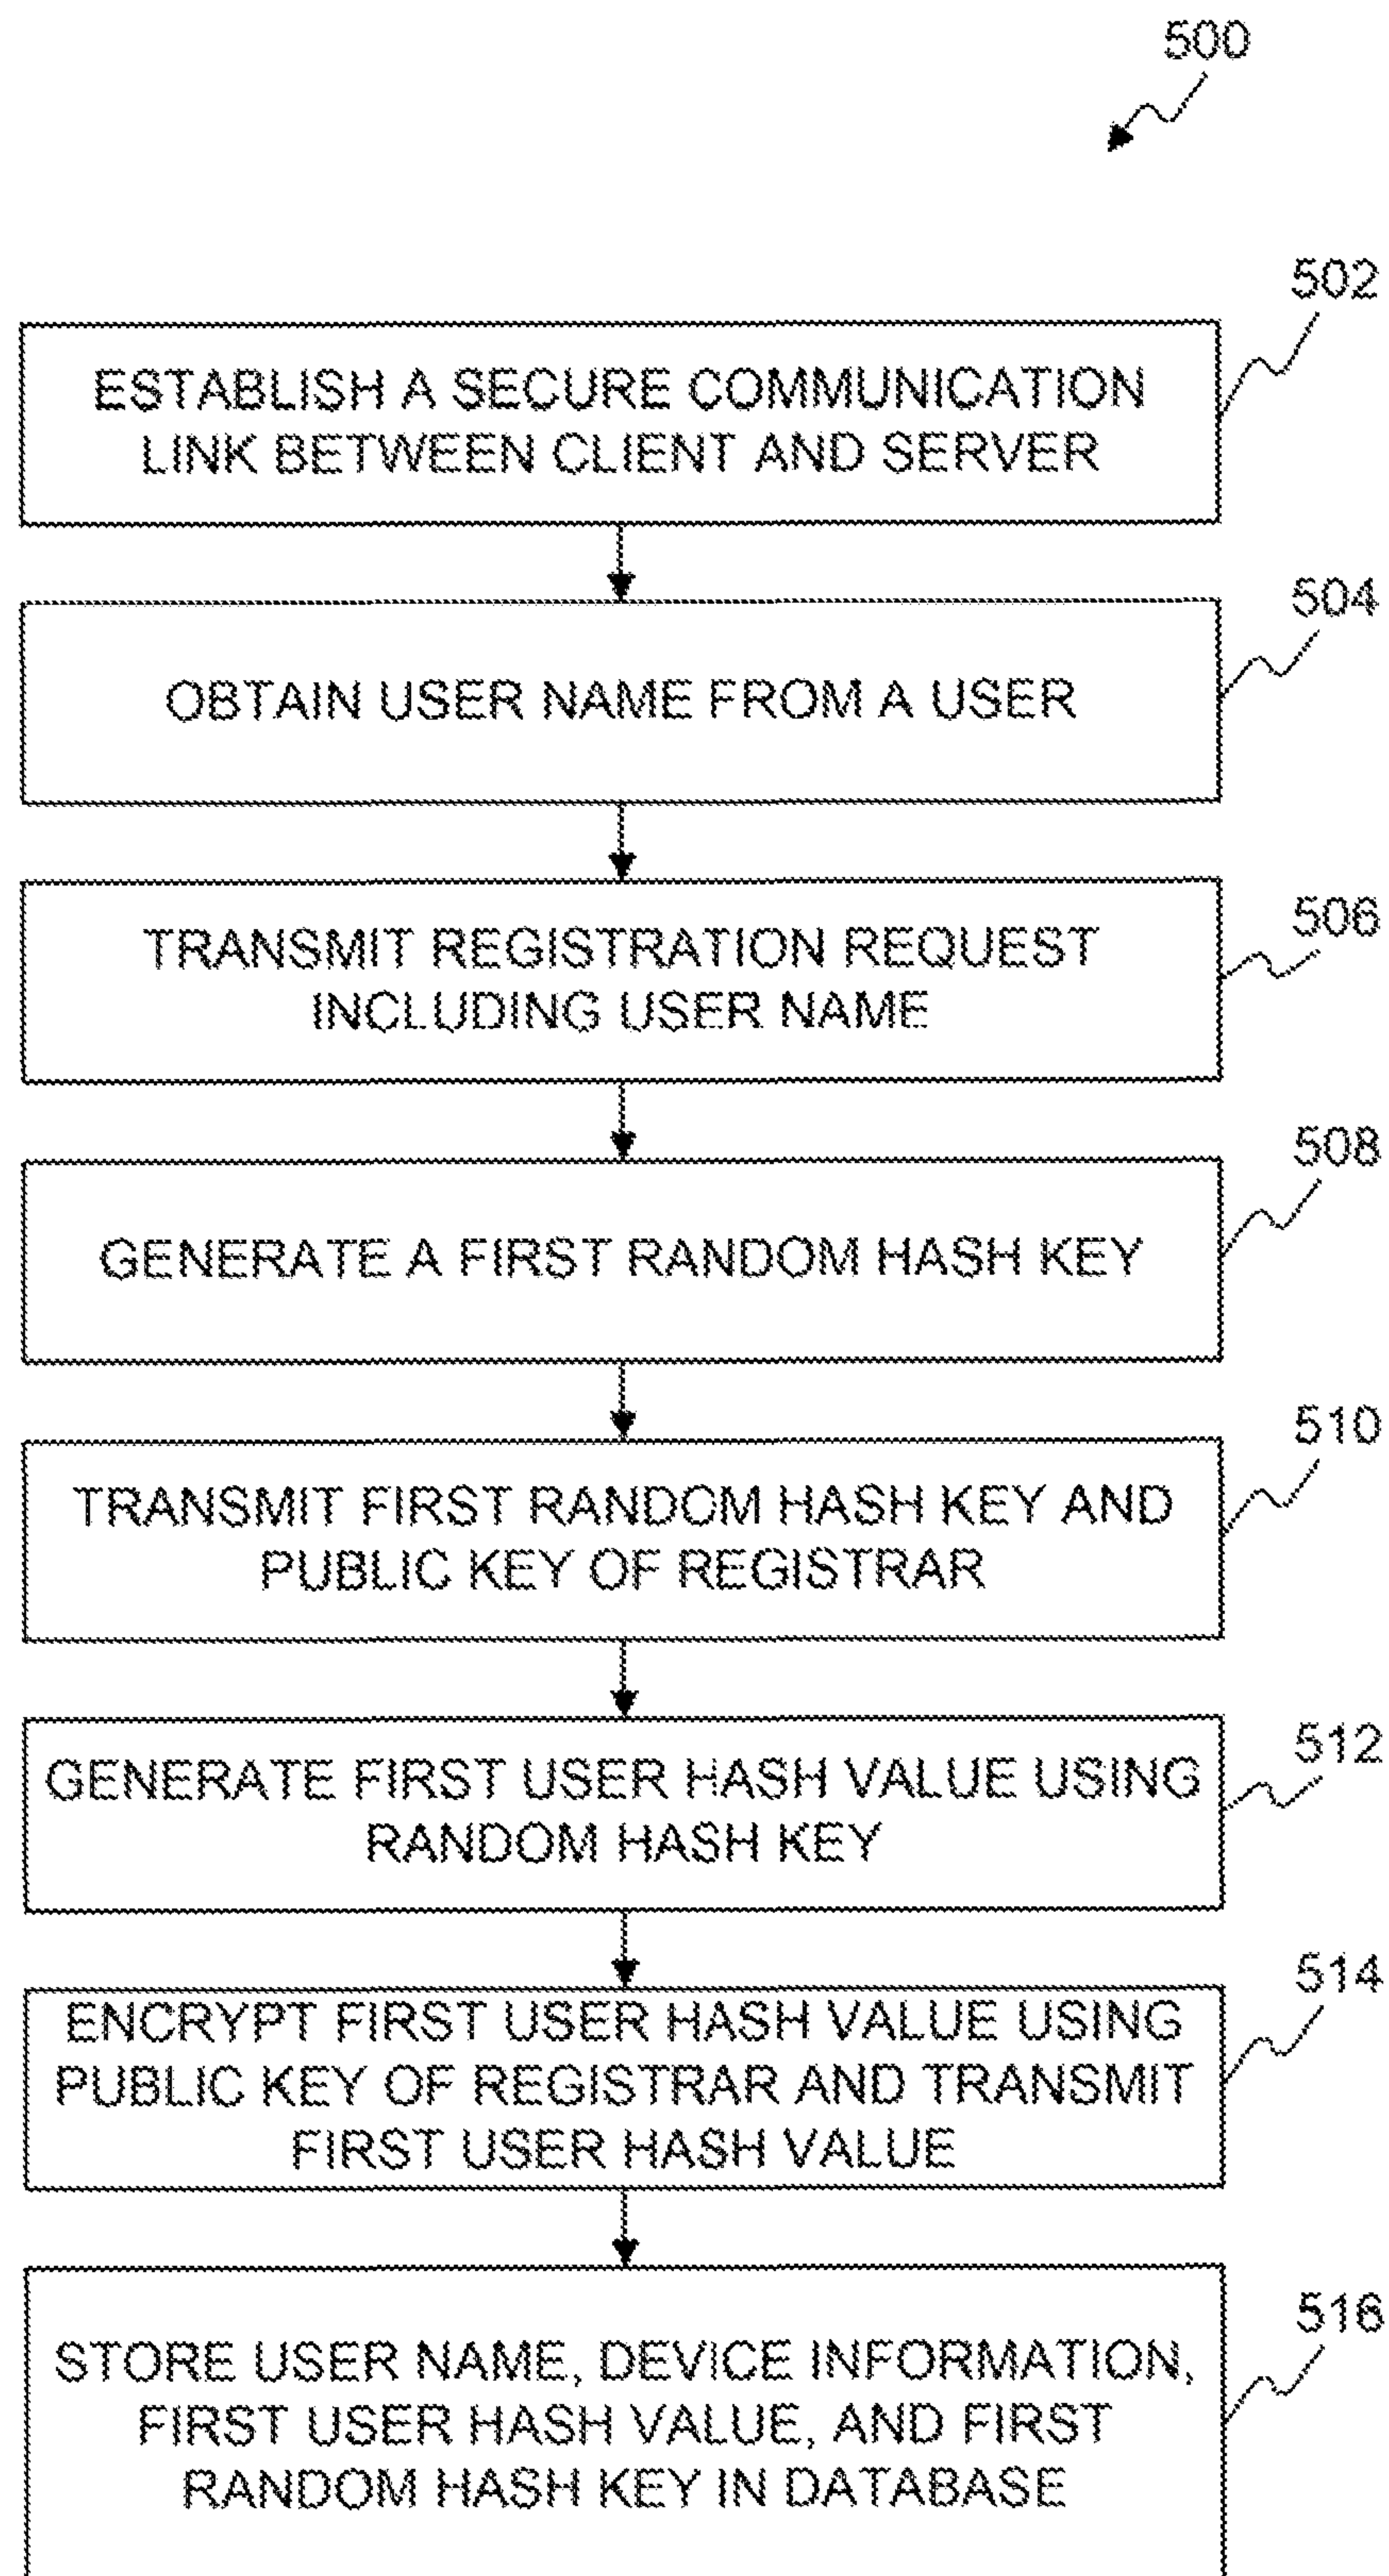 500
502
ESTABLISH A SECURE COMMUNICATION
LINK BETWEEN CLIENT AND SERVER
504
OBTAIN USER NAME FROM A USER
506
TRANSMIT REGISTRATION REQUEST
INCLUDING USER NAME
508
GENERATE A FIRST RANDOM HASH KEY
510
TRANSMIT FIRST RANDOM HASH KEY AND
PUBLIC KEY OF REGISTRAR
512
GENERATE FIRST USER HASH VALUE USING
RANDOM HASH KEY
514
ENCRYPT FIRST USER HASH VALUE USING
PUBLIC KEY OF REGISTRAR AND TRANSMIT
FIRST USER HASH VALUE
516
STORE USER NAME, DEVICE INFORMATION,
FIRST USER HASH VALUE, AND FIRST
RANDOM HASH KEY IN DATABASE